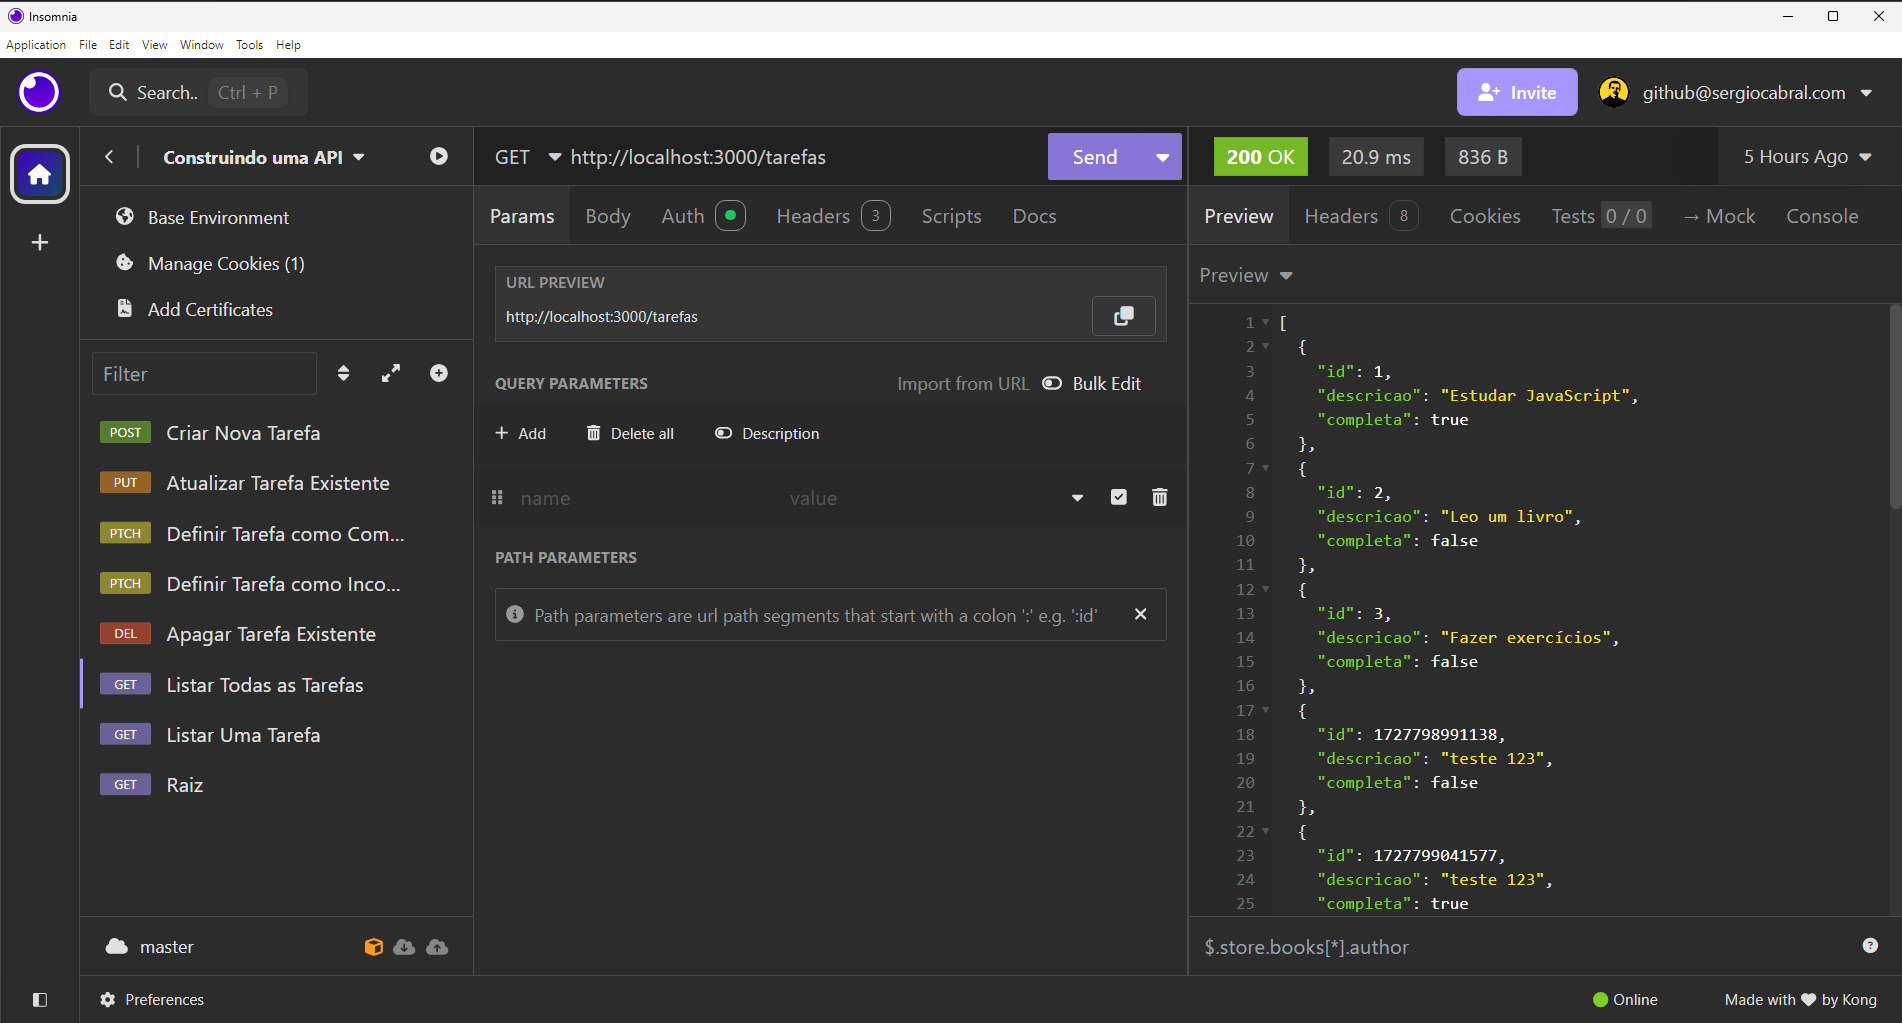 Insomnia
Application File Edit View Window Tools Help
Search.. Ctrl + P
Invite
github@sergiocabral.com
Construindo uma API
GET http://localhost:3000/tarefas
Send
200 OK
20.9 ms
836 B
5 Hours Ago
Base Environment
Manage Cookies (1)
Add Certificates
Filter
POST Criar Nova Tarefa
PUT Atualizar Tarefa Existente
PTCH Definir Tarefa como Com...
PTCH Definir Tarefa como Inco...
DEL Apagar Tarefa Existente
GET Listar Todas as Tarefas
GET Listar Uma Tarefa
GET Raiz
master
Params Body Auth Headers 3 Scripts Docs
URL PREVIEW
http://localhost:3000/tarefas
QUERY PARAMETERS
Import from URL Bulk Edit
Add Delete all Description
name value
PATH PARAMETERS
Path parameters are url path segments that start with a colon ':' e.g. ':id'
Preview Headers 8 Cookies Tests 0 / 0 → Mock Console
Preview
1 [
2 {
3 "id": 1,
4 "descricao": "Estudar JavaScript",
5 "completa": true
6 },
7 {
8 "id": 2,
9 "descricao": "Leo um livro",
10 "completa": false
11 },
12 {
13 "id": 3,
14 "descricao": "Fazer exercícios",
15 "completa": false
16 },
17 {
18 "id": 1727798991138,
19 "descricao": "teste 123",
20 "completa": false
21 },
22 {
23 "id": 1727799041577,
24 "descricao": "teste 123",
25 "completa": true
$.store.books[*].author
Preferences
Online
Made with ♥ by Kong